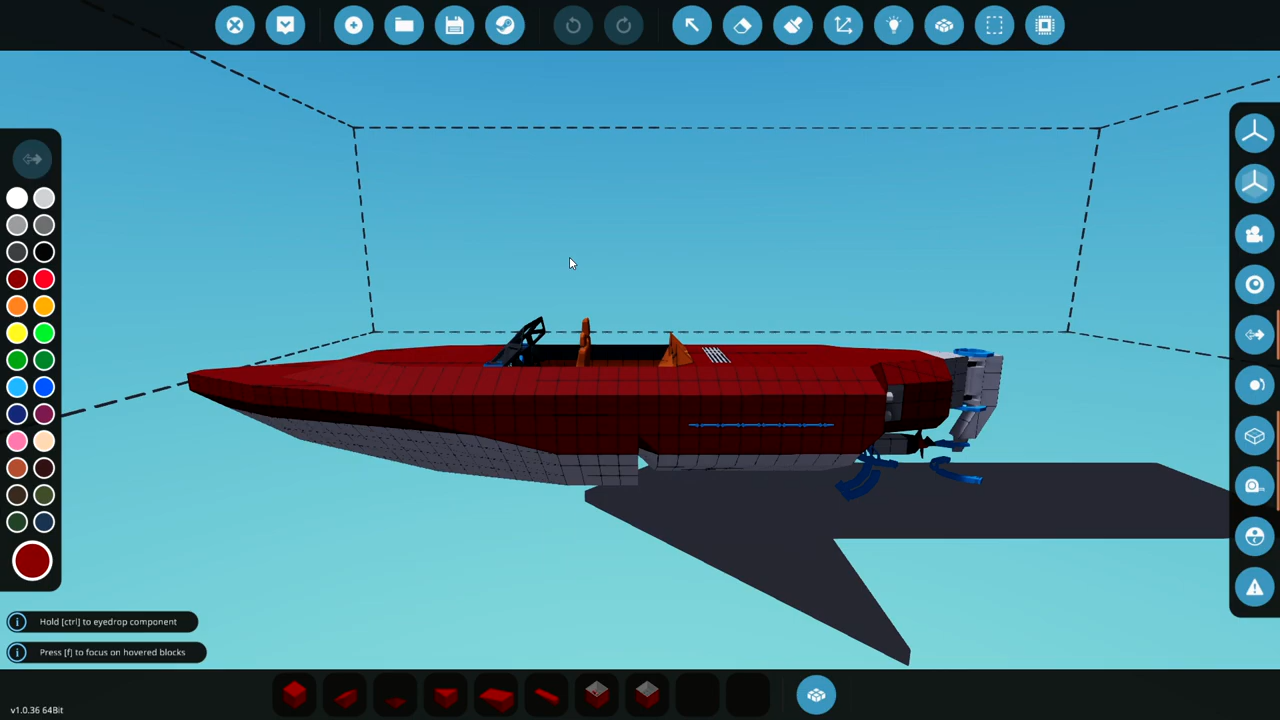 Hold [ctrl] to eyedrop component
Press [f] to focus on hovered blocks
v1.0.36 64Bit